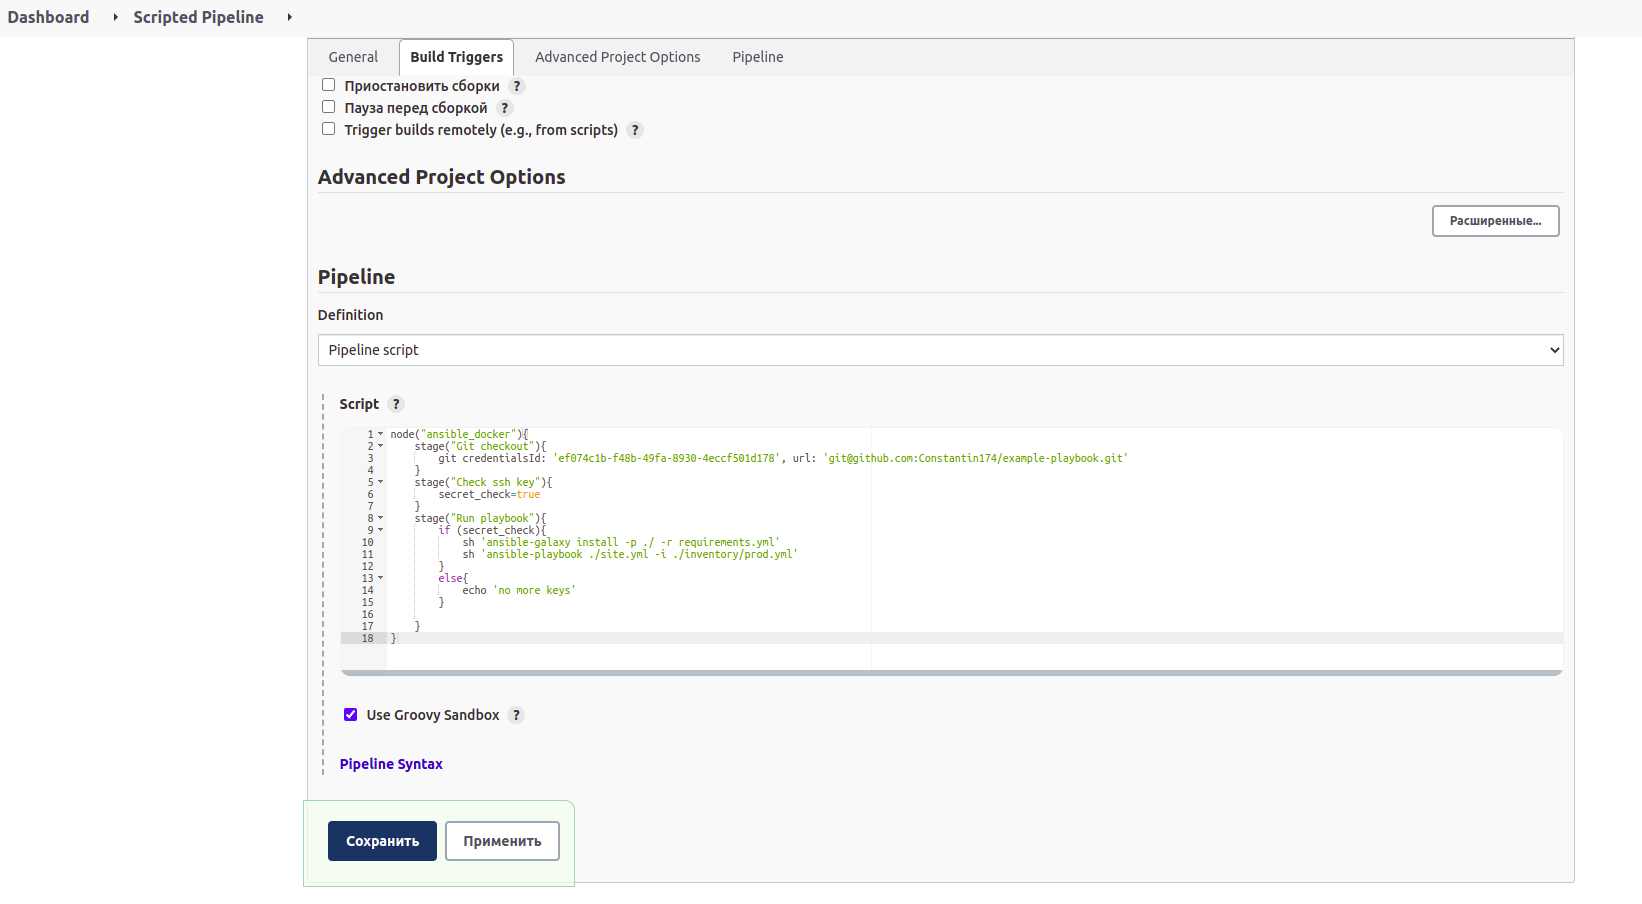 Dashboard Scripted Pipeline
General Build Triggers Advanced Project Options Pipeline
Приостановить сборки ?
Пауза перед сборкой ?
Trigger builds remotely (e.g., from scripts) ?
Advanced Project Options
Расширенные...
Pipeline
Definition
Pipeline script
Script ?
1 node("ansible_docker"){
2 stage("Git checkout"){
3 git credentialsId: 'ef074c1b-f48b-49fa-8930-4eccf501d178', url: 'git@github.com:Constantin174/example-playbook.git'
4 }
5 stage("Check ssh key"){
6 secret_check=true
7 }
8 stage("Run playbook"){
9 if (secret_check){
10 sh 'ansible-galaxy install -p ./ -r requirements.yml'
11 sh 'ansible-playbook ./site.yml -i ./inventory/prod.yml'
12 }
13 else{
14 echo 'no more keys'
15 }
16
17 }
18 }
Use Groovy Sandbox ?
Pipeline Syntax
Сохранить Применить